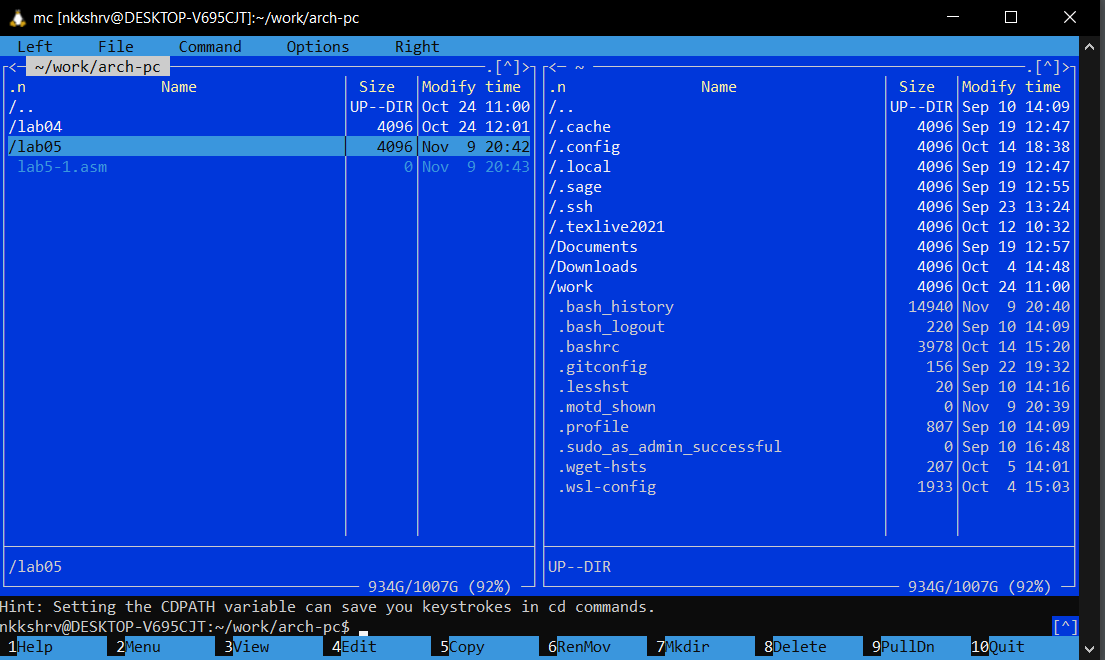 mc [nkkshrv@DESKTOP-V695CJT]:~/work/arch-pc
Left File Command Options Right
<─ ~/work/arch-pc .[^]>
.n Name Size Modify time
/.. UP--DIR Oct 24 11:00
/lab04 4096 Oct 24 12:01
/lab05 4096 Nov 9 20:42
lab5-1.asm 0 Nov 9 20:43
/lab05
934G/1007G (92%)
<─ ~ .[^]>
.n Name Size Modify time
/.. UP--DIR Sep 10 14:09
/.cache 4096 Sep 19 12:47
/.config 4096 Oct 14 18:38
/.local 4096 Sep 19 12:47
/.sage 4096 Sep 19 12:55
/.ssh 4096 Sep 23 13:24
/.texlive2021 4096 Oct 12 10:32
/Documents 4096 Sep 19 12:57
/Downloads 4096 Oct 4 14:48
/work 4096 Oct 24 11:00
.bash_history 14940 Nov 9 20:40
.bash_logout 220 Sep 10 14:09
.bashrc 3978 Oct 14 15:20
.gitconfig 156 Sep 22 19:32
.lesshst 20 Sep 10 14:16
.motd_shown 0 Nov 9 20:39
.profile 807 Sep 10 14:09
.sudo_as_admin_successful 0 Sep 10 16:48
.wget-hsts 207 Oct 5 14:01
.wsl-config 1933 Oct 4 15:03
UP--DIR
934G/1007G (92%)
Hint: Setting the CDPATH variable can save you keystrokes in cd commands.
nkkshrv@DESKTOP-V695CJT:~/work/arch-pc$ [^]
1Help 2Menu 3View 4Edit 5Copy 6RenMov 7Mkdir 8Delete 9PullDn 10Quit